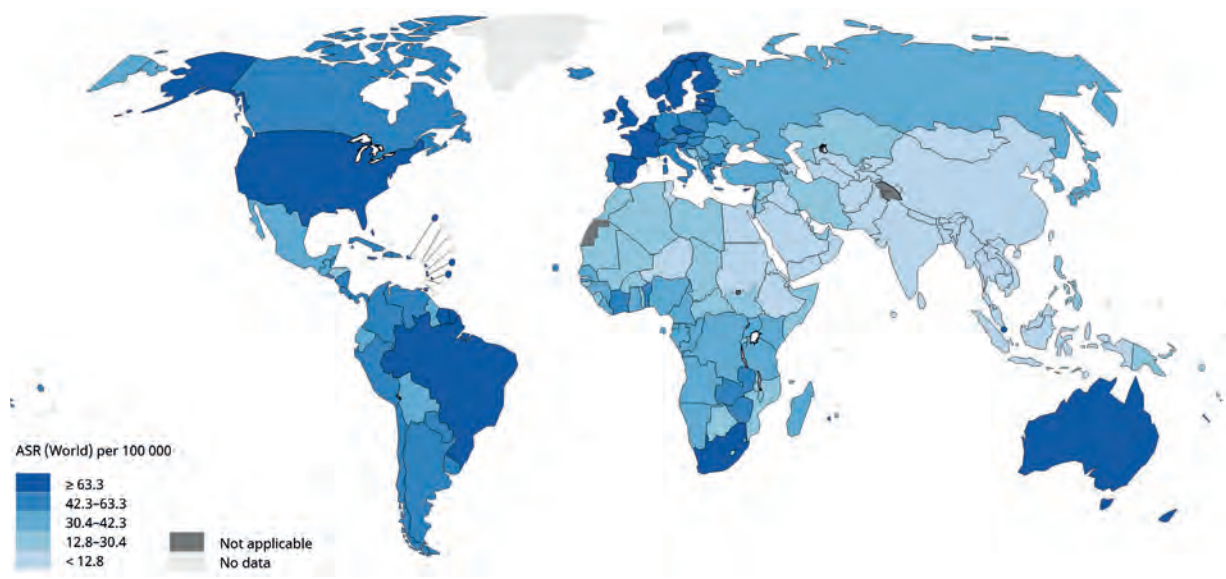 ASR (World) per 100 000
≥ 63.3
42.3–63.3
30.4–42.3
12.8–30.4
< 12.8
Not applicable
No data